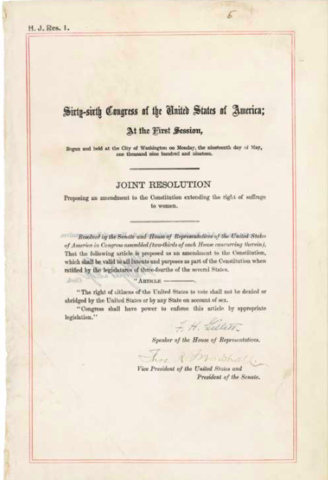 H. J. Res. 1.
5
Sixty-sixth Congress of the United States of America;
At the First Session,
Begun and held at the City of Washington on Monday, the nineteenth day of May,
one thousand nine hundred and nineteen.
JOINT RESOLUTION
Proposing an amendment to the Constitution extending the right of suffrage
to women.
Resolved by the Senate and House of Representatives of the United States
of America in Congress assembled (two-thirds of each House concurring therein),
That the following article is proposed as an amendment to the Constitution,
which shall be valid to all intents and purposes as part of the Constitution when
ratified by the legislatures of three-fourths of the several States.
"ARTICLE ————.
"The right of citizens of the United States to vote shall not be denied or
abridged by the United States or by any State on account of sex.
"Congress shall have power to enforce this article by appropriate
legislation."
F. H. Gillett
Speaker of the House of Representatives.
Thos. R. Marshall
Vice President of the United States and
President of the Senate.